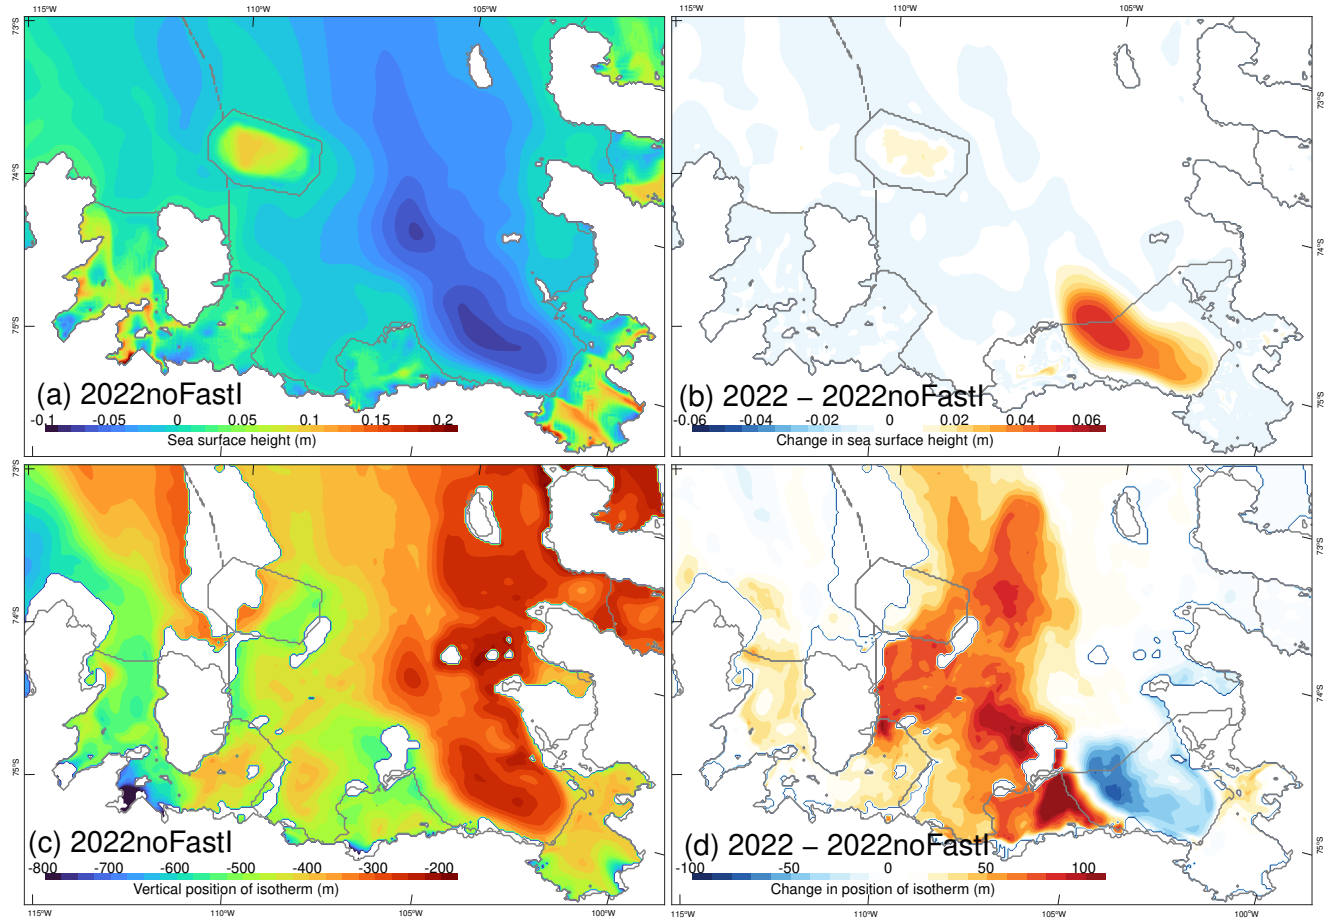 115°W 110°W 105°W 115°W 110°W 105°W
73°S 73°S
73°S
74°S 74°S
74°S
75°S 75°S
75°S
(a) 2022noFastI (b) 2022 − 2022noFastI
-0.1 -0.05 0 0.05 0.1 0.15 0.2 -0.06 -0.04 -0.02 0 0.02 0.04 0.06
Sea surface height (m) Change in sea surface height (m)
73°S
73°S
74°S
74°S
75°S
75°S
(c) 2022noFastI (d) 2022 − 2022noFastI
-800 -700 -600 -500 -400 -300 -200 -100 -50 0 50 100
Vertical position of isotherm (m) Change in position of isotherm (m)
115°W 110°W 105°W 100°W 115°W 110°W 105°W 100°W